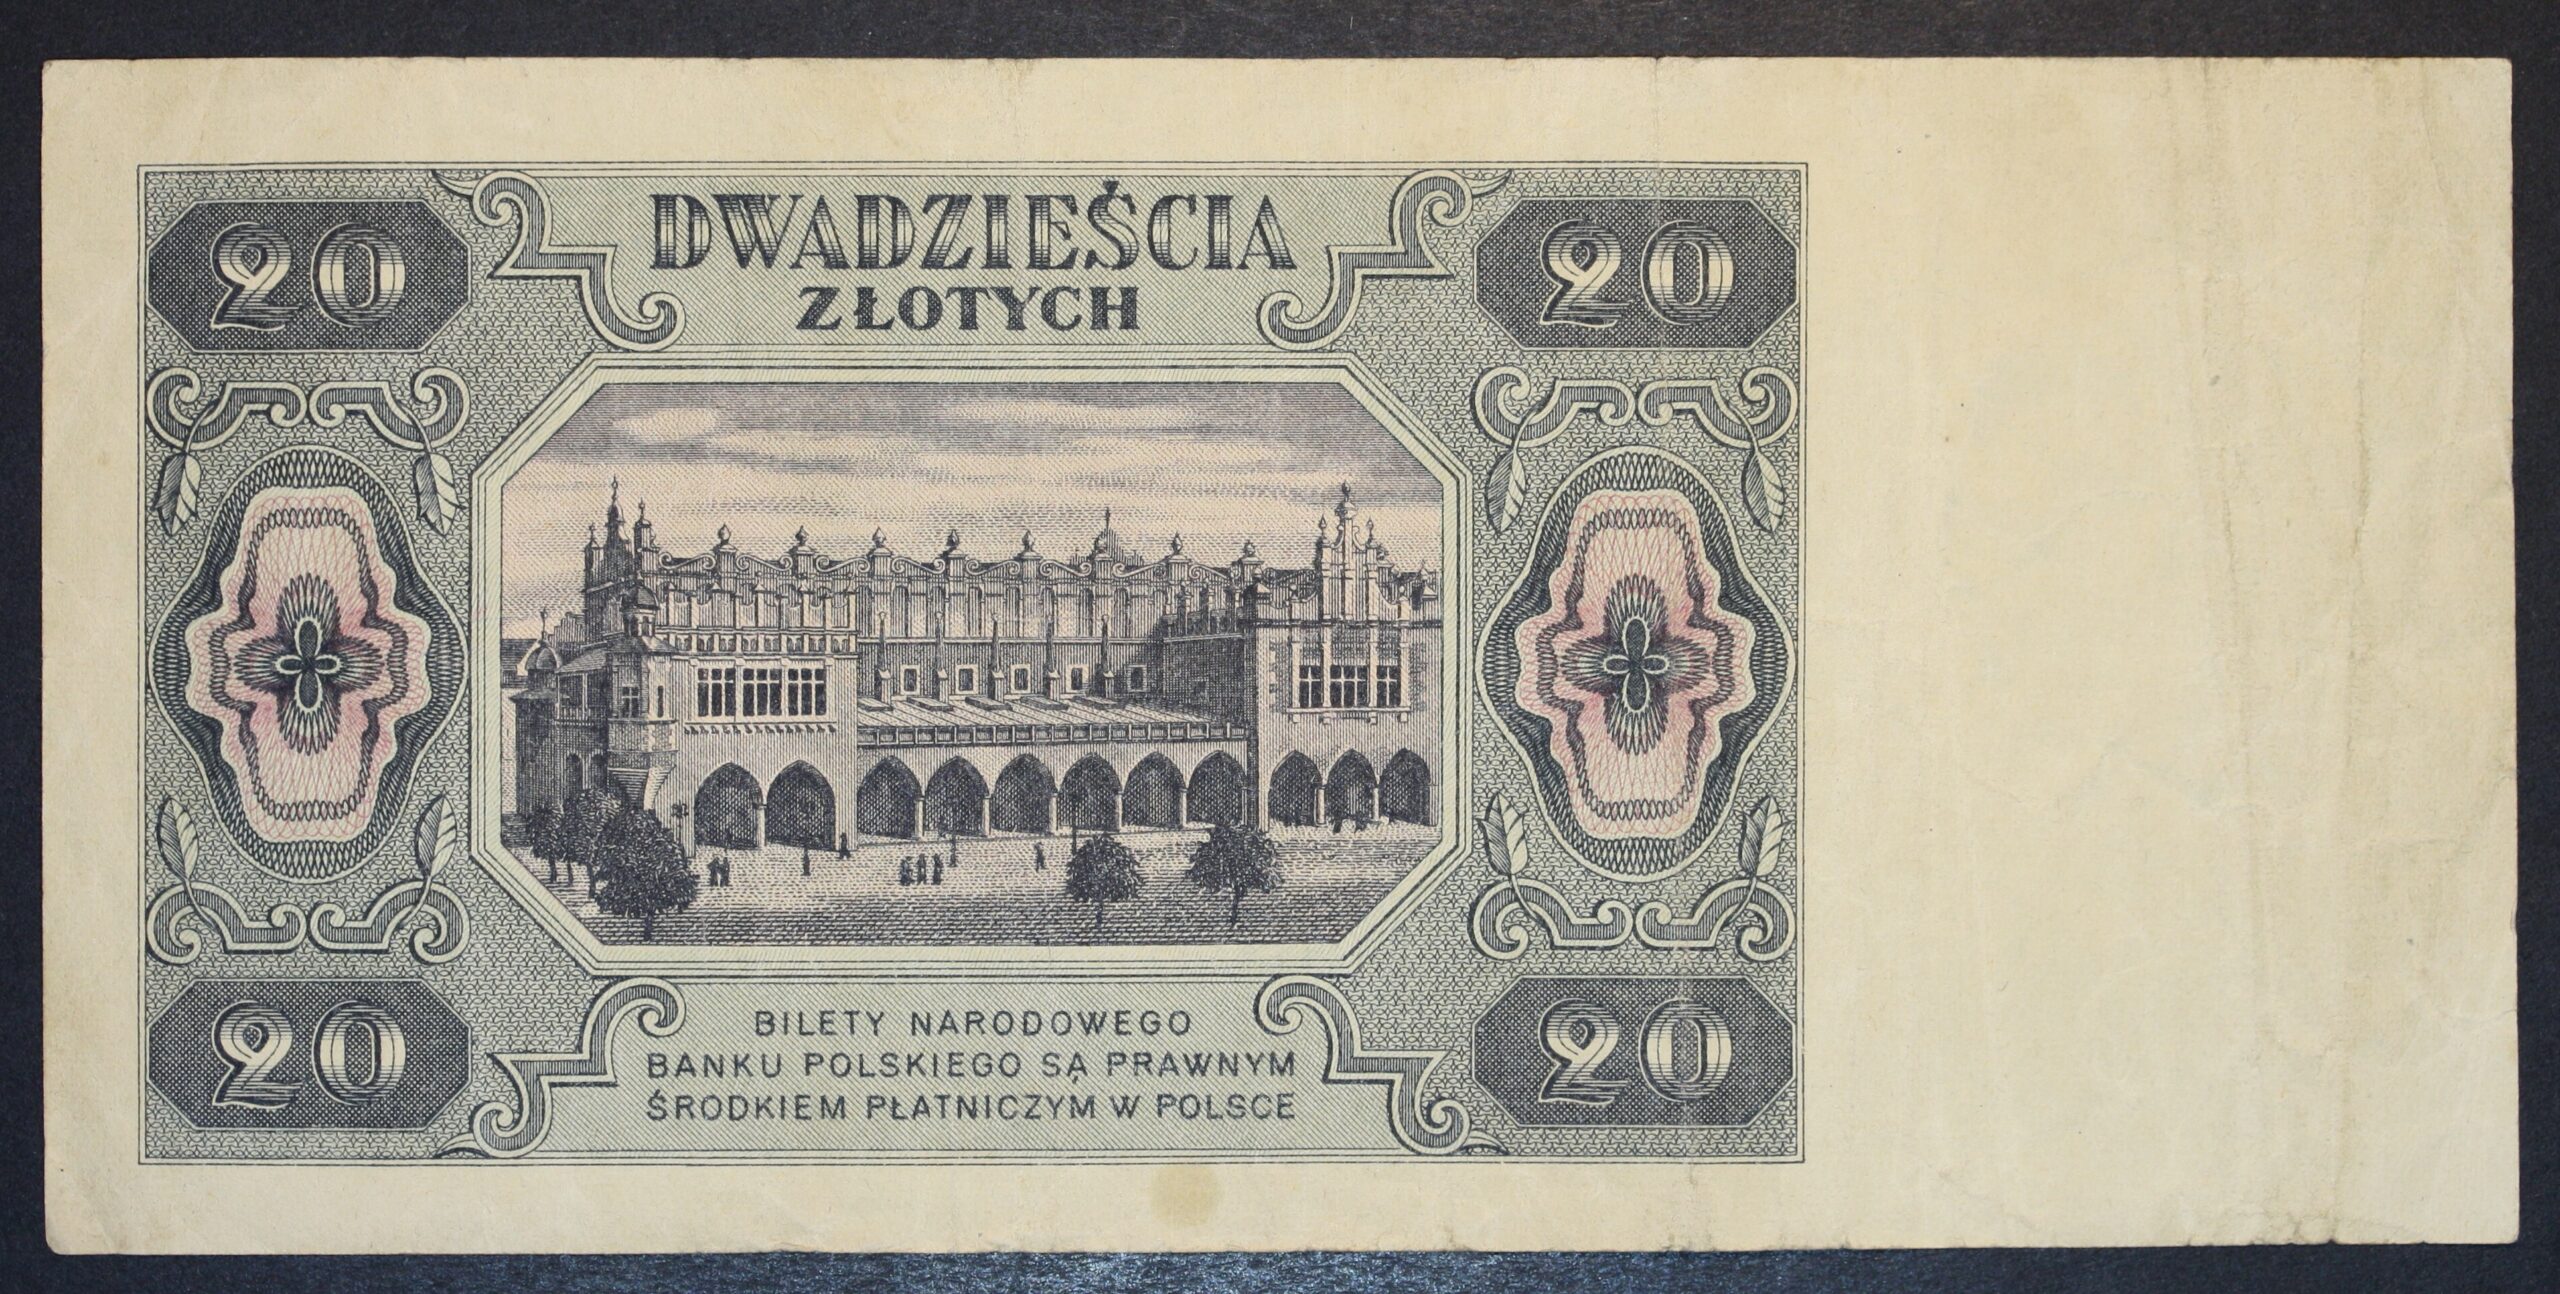 20 DWADZIEŚCIA 20
ZŁOTYCH
20 BILETY NARODOWEGO 20
BANKU POLSKIEGO SĄ PRAWNYM
ŚRODKIEM PŁATNICZYM W POLSCE